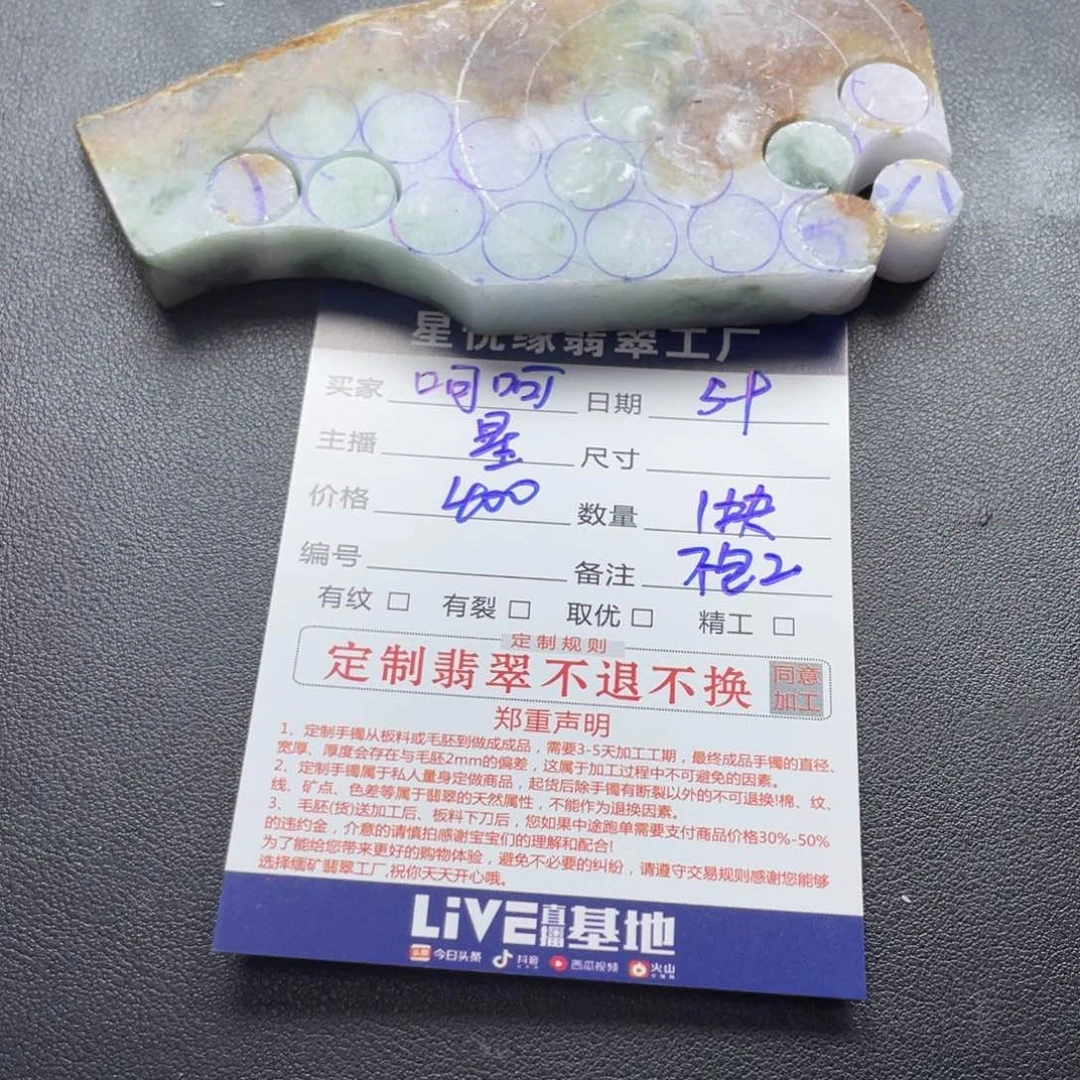 星悦缘翡翠工厂
买家 呵呵 日期
主播 星 尺寸
价格 400 数量 1块
编号 备注
有纹 □ 有裂 □ 取优 □ 精工 □
定制规则
定制翡翠不退不换 同意加工
郑重声明
1、定制手镯从板料或毛胚到做成成品，需要3-5天加工工期，最终成品手镯的直径、
宽厚、厚度会存在与毛胚2mm的偏差，这属于加工过程中不可避免的因素。
2、定制手镯属于私人量身定做商品，起货后除手镯有断裂以外的不可退换!棉、纹、
线、矿点、色差等属于翡翠的天然属性，不能作为退换因素。
3、毛胚(货)送加工后、板料下刀后，您如果中途跑单需要支付商品价格30%-50%
的违约金，介意的请慎拍感谢宝宝们的理解和配合!
为了能给您带来更好的购物体验，避免不必要的纠纷，请遵守交易规则感谢您能够
选择缅矿翡翠工厂,祝你天天开心哦。
LiVE直播基地
头条 今日头条 抖音 西瓜视频 火山